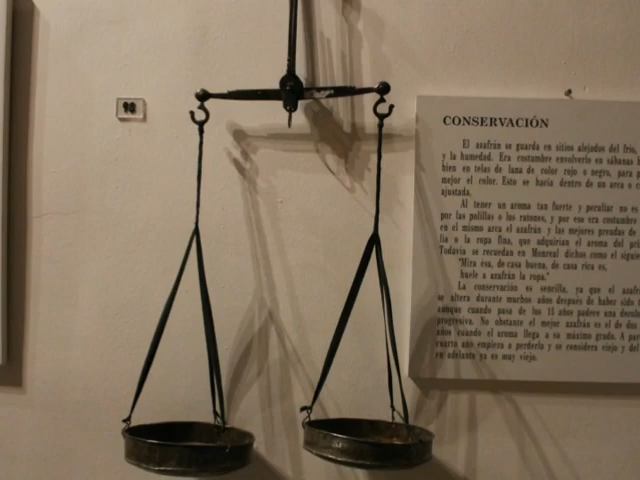 98
CONSERVACIÓN
El azafrán se guarda en sitios alejados del frío,
y la humedad. Era costumbre envolverlo en sábanas
bien en telas de lana de color rojo o negro, para
mejor el color. Esto se hacía dentro de un arca o
ajustada.
Al tener un aroma tan fuerte y peculiar no es
por las polillas o los ratones, y por eso era costumbre
en el mismo arca el azafrán y las mejores prendas de
o la ropa fina, que adquirían el aroma del
Todavía se recuedan en Monreal dichos como el
"Mira ésa, de casa buena, de casa rica es,
huele a azafrán la ropa."
La conservación es sencilla, ya que el
se altera durante muchos años después de haber sido
aunque cuando pasa de los 15 años padece una
progresiva. No obstante el mejor azafrán es el de dos
años cuando el aroma llega a su máximo grado. A
cuarto año empieza a perderlo y se considera viejo y del
en adelante ya es muy viejo.